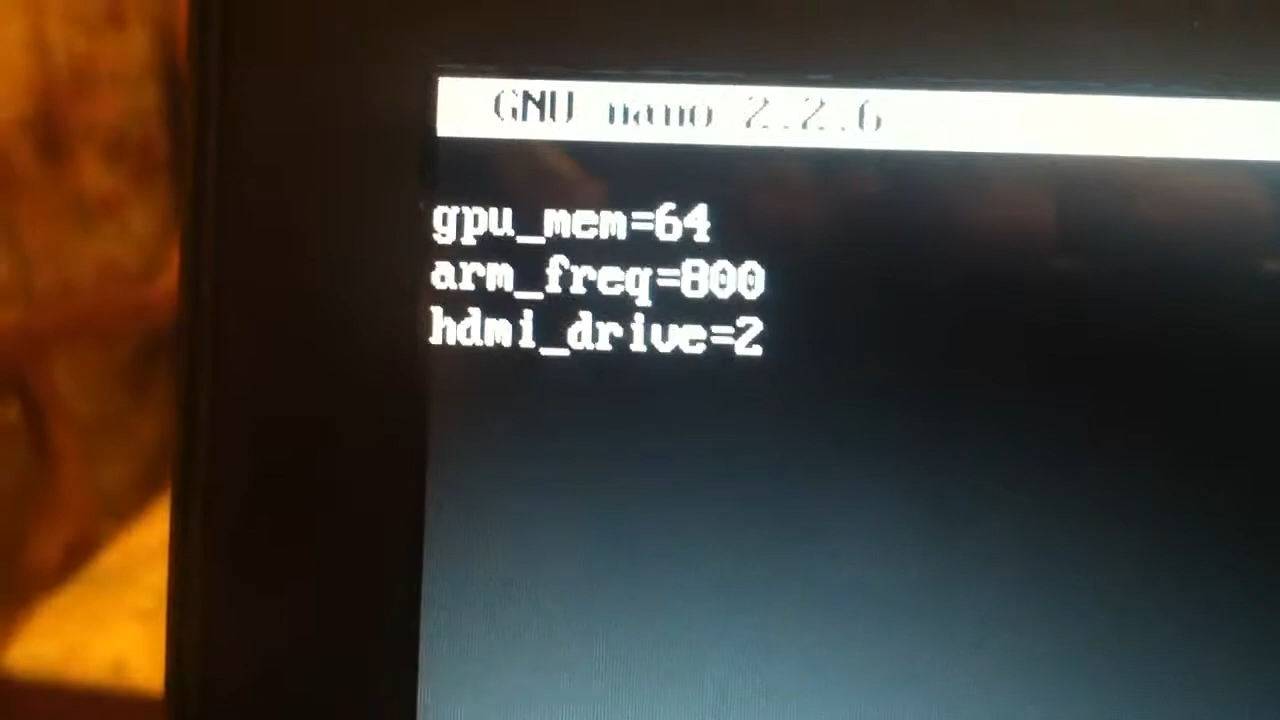 GNU nano 2.2.6
gpu_mem=64
arm_freq=800
hdmi_drive=2